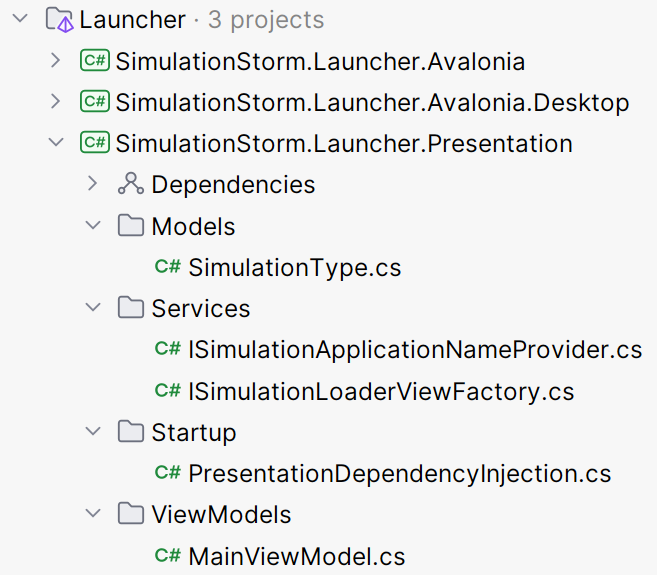 Launcher · 3 projects
C# SimulationStorm.Launcher.Avalonia
C# SimulationStorm.Launcher.Avalonia.Desktop
C# SimulationStorm.Launcher.Presentation
Dependencies
Models
C# SimulationType.cs
Services
C# ISimulationApplicationNameProvider.cs
C# ISimulationLoaderViewFactory.cs
Startup
C# PresentationDependencyInjection.cs
ViewModels
C# MainViewModel.cs